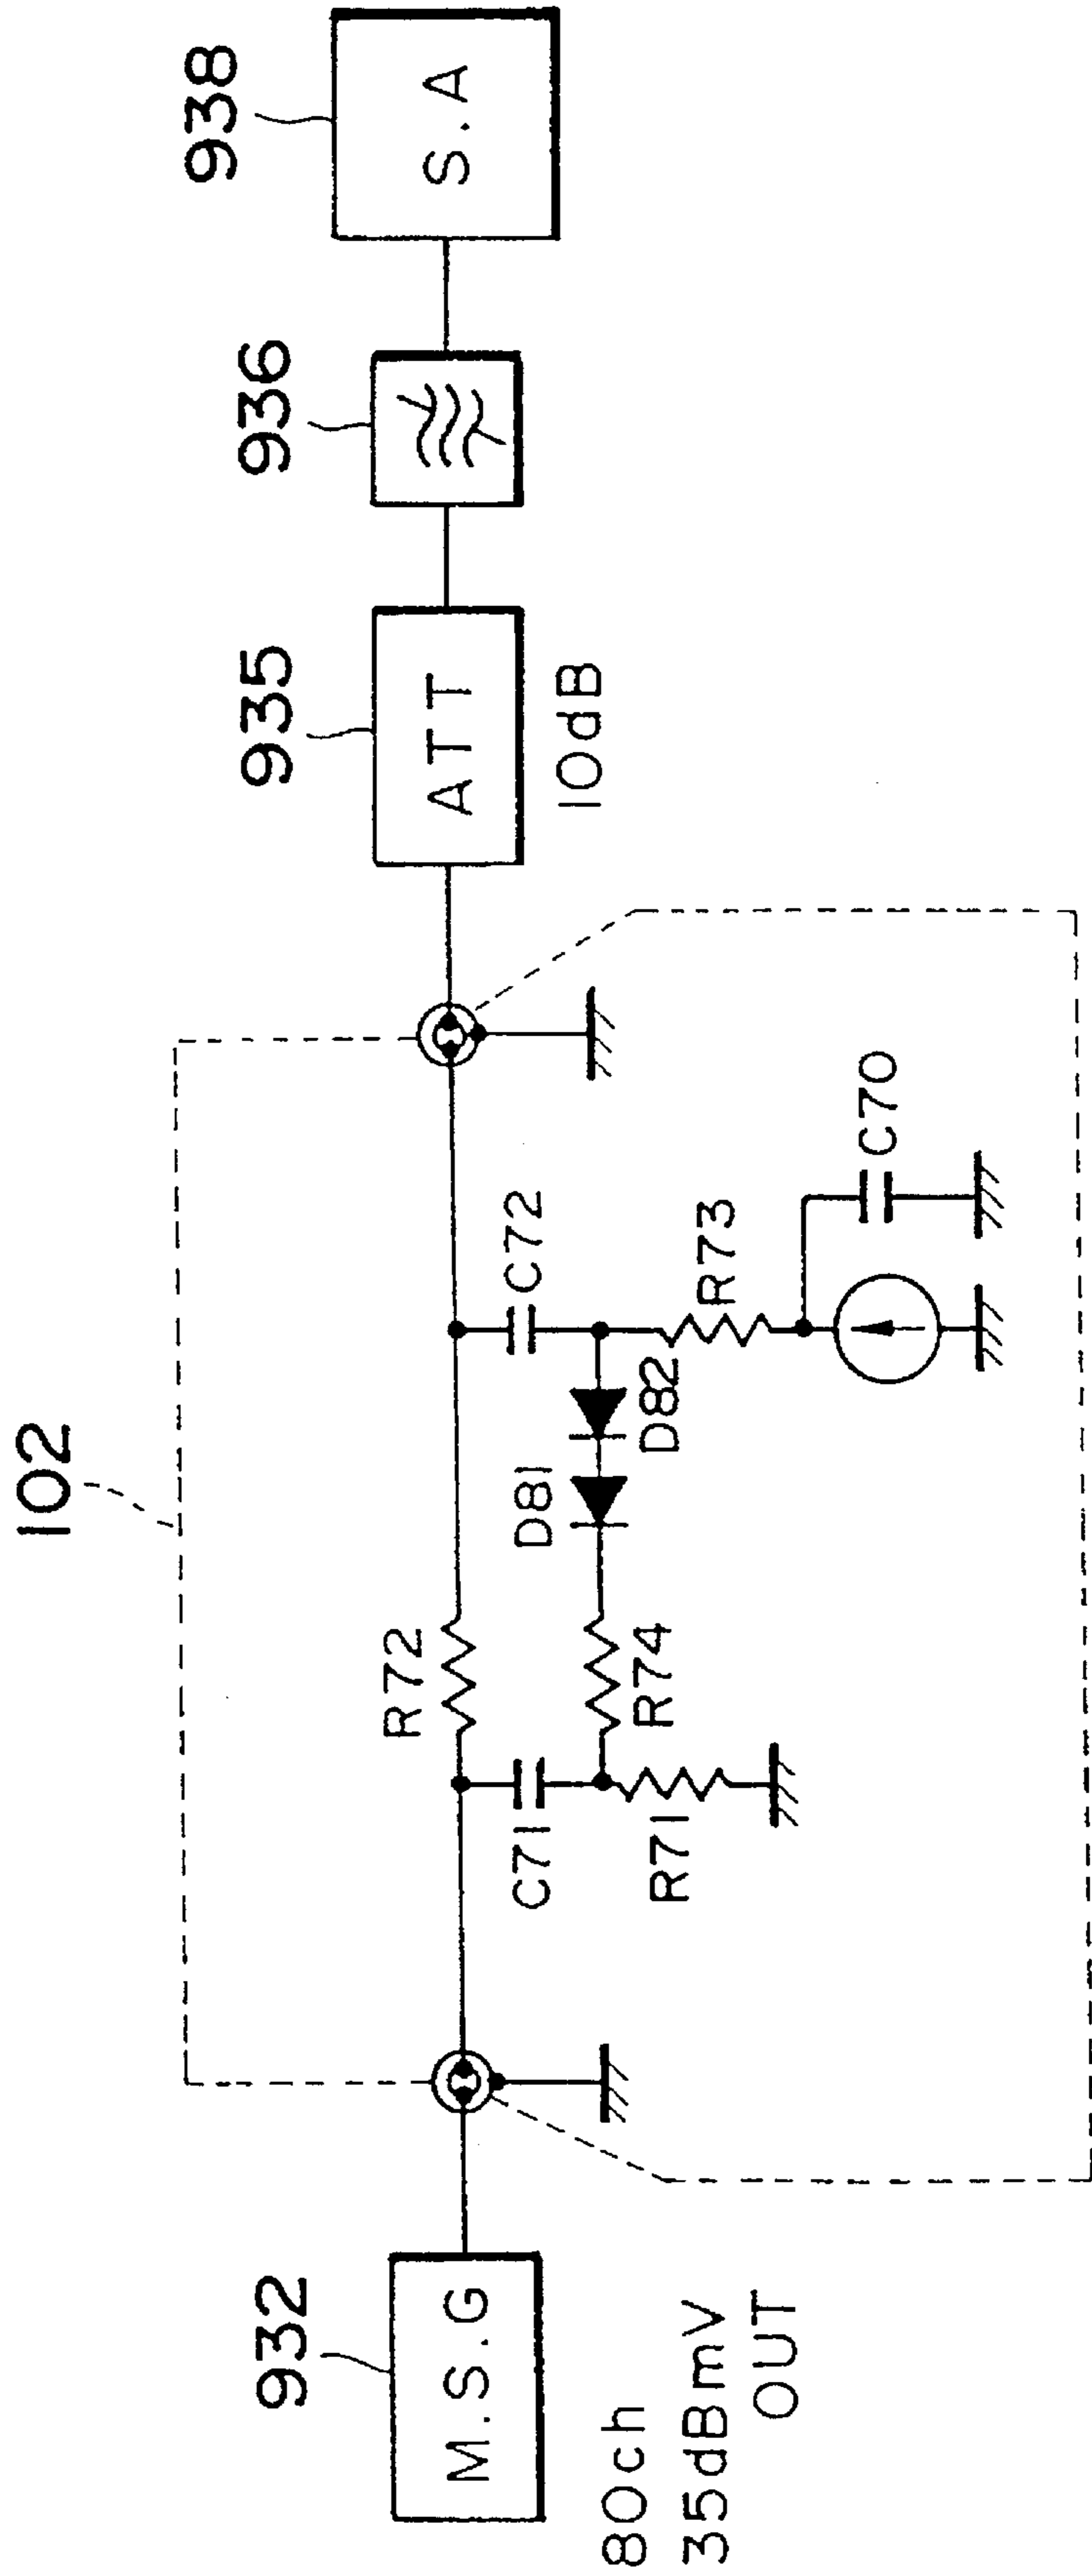 102
932
M.S.G
80ch
35dBmV
OUT
R72
C71
R71
R74
D81
D82
C72
R73
C70
935
ATT
10dB
936
938
S.A